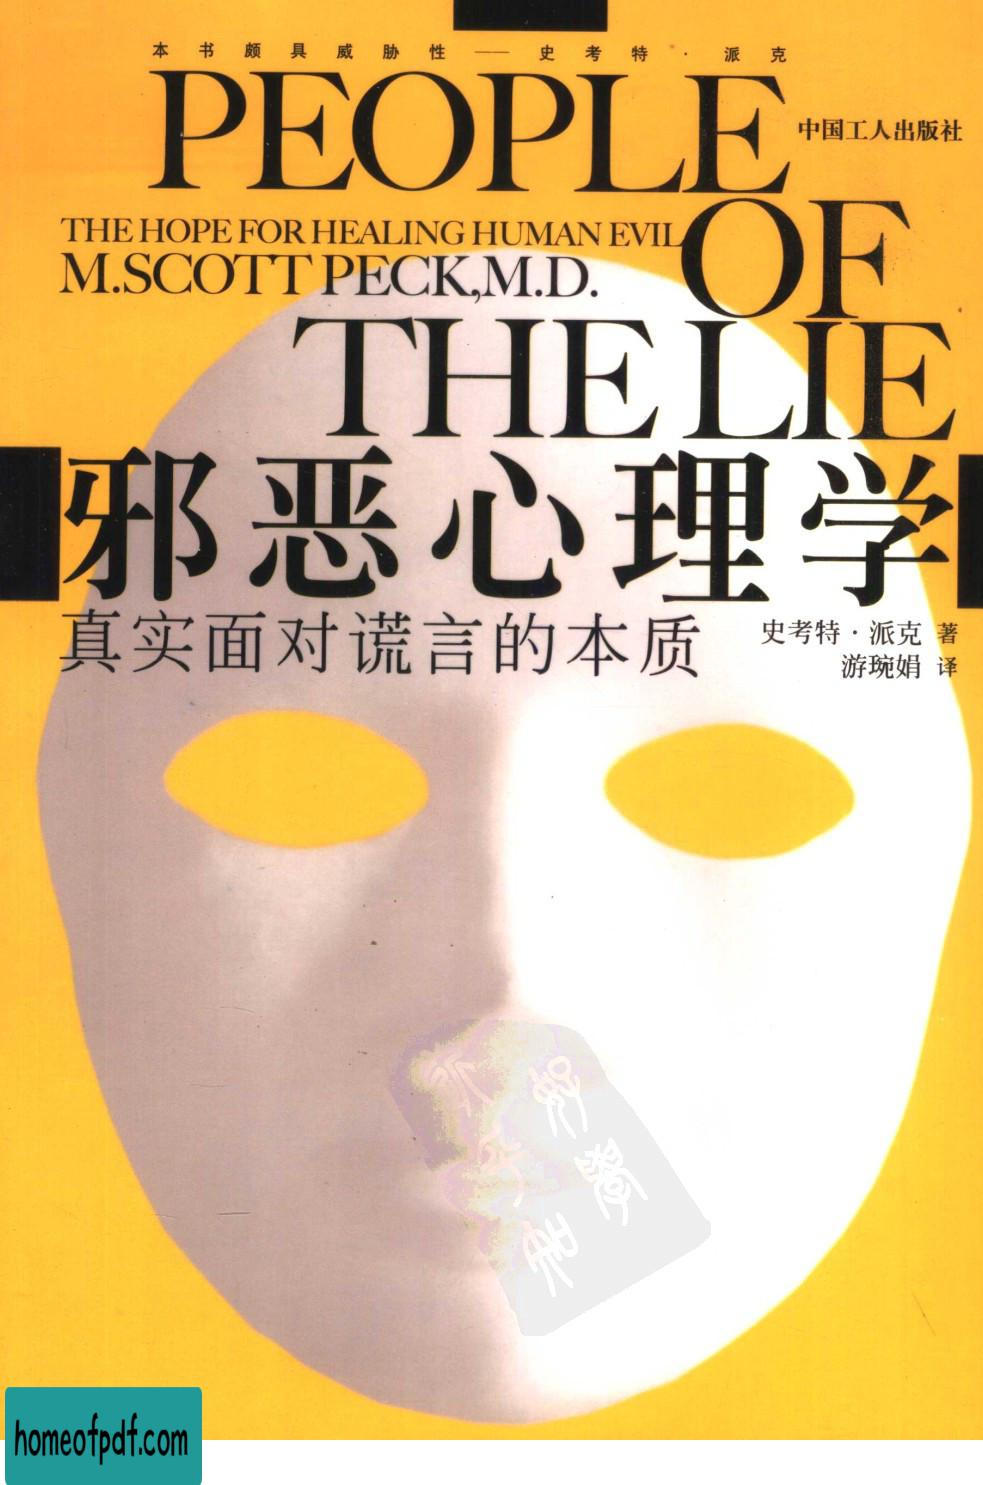 本书颇具威胁性——史考特·派克
PEOPLE
中国工人出版社
OF
THE HOPE FOR HEALING HUMAN EVIL
M.SCOTT PECK,M.D.
THE LIE
邪恶心理学
真实面对谎言的本质
史考特·派克 著
游琬娟 译
homeofpdf.com